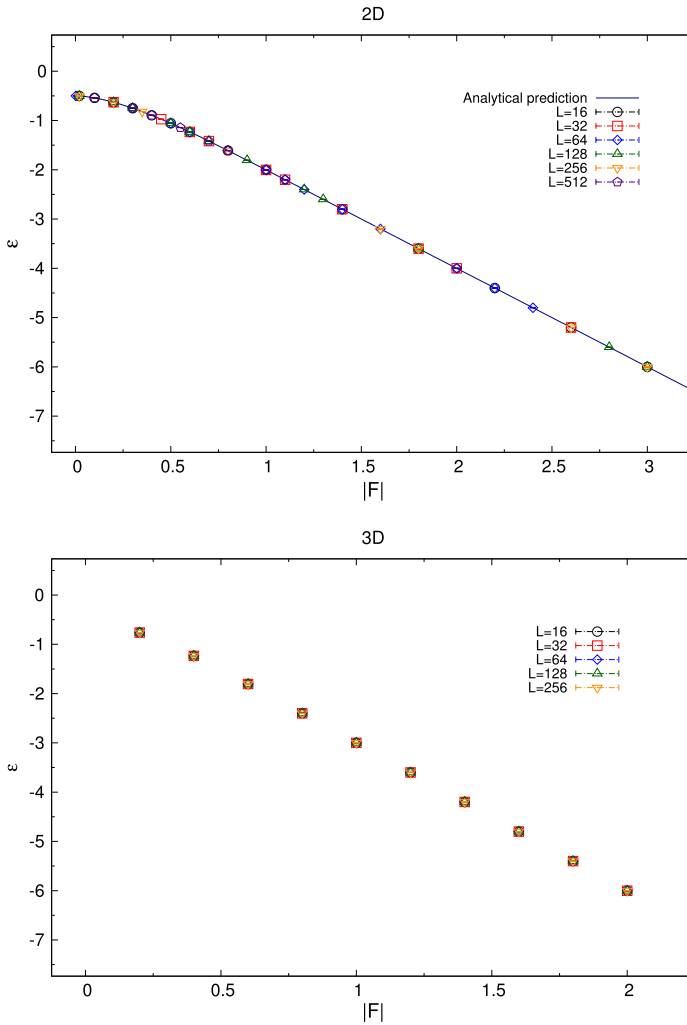 2D
0
-1
-2
-3
-4
-5
-6
-7
ε
Analytical prediction
L=16
L=32
L=64
L=128
L=256
L=512
0 0.5 1 1.5 2 2.5 3
|F|
3D
0
-1
-2
-3
-4
-5
-6
-7
ε
L=16
L=32
L=64
L=128
L=256
0 0.5 1 1.5 2
|F|